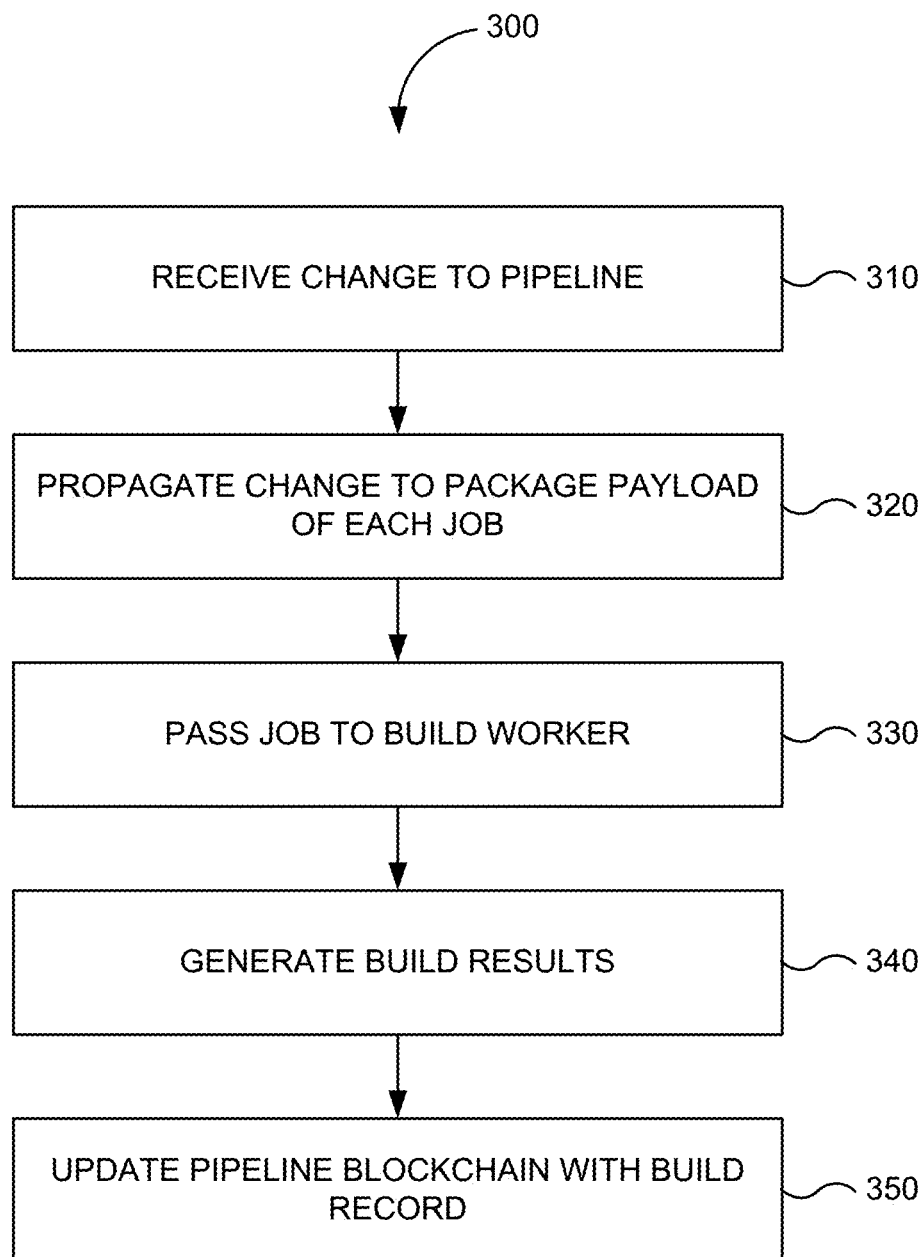 300
RECEIVE CHANGE TO PIPELINE
310
PROPAGATE CHANGE TO PACKAGE PAYLOAD
OF EACH JOB
320
PASS JOB TO BUILD WORKER
330
GENERATE BUILD RESULTS
340
UPDATE PIPELINE BLOCKCHAIN WITH BUILD
RECORD
350